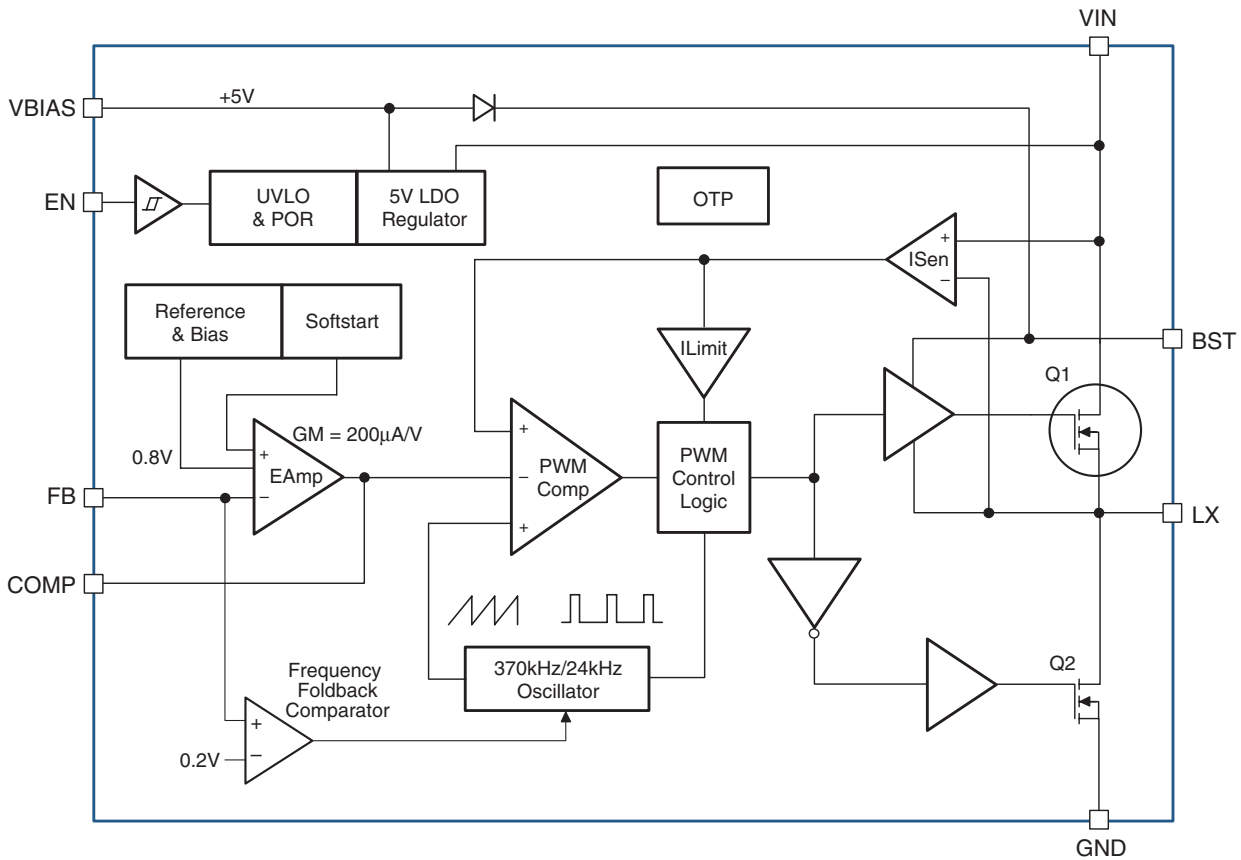 VIN
VBIAS
+5V
EN
UVLO
& POR
5V LDO
Regulator
OTP
+
ISen
−
Reference
& Bias
Softstart
ILimit
BST
Q1
GM = 200µA/V
0.8V
+
EAmp
−
FB
+
−
PWM
Comp
+
PWM
Control
Logic
LX
COMP
370kHz/24kHz
Oscillator
Frequency
Foldback
Comparator
Q2
+
0.2V
−
GND